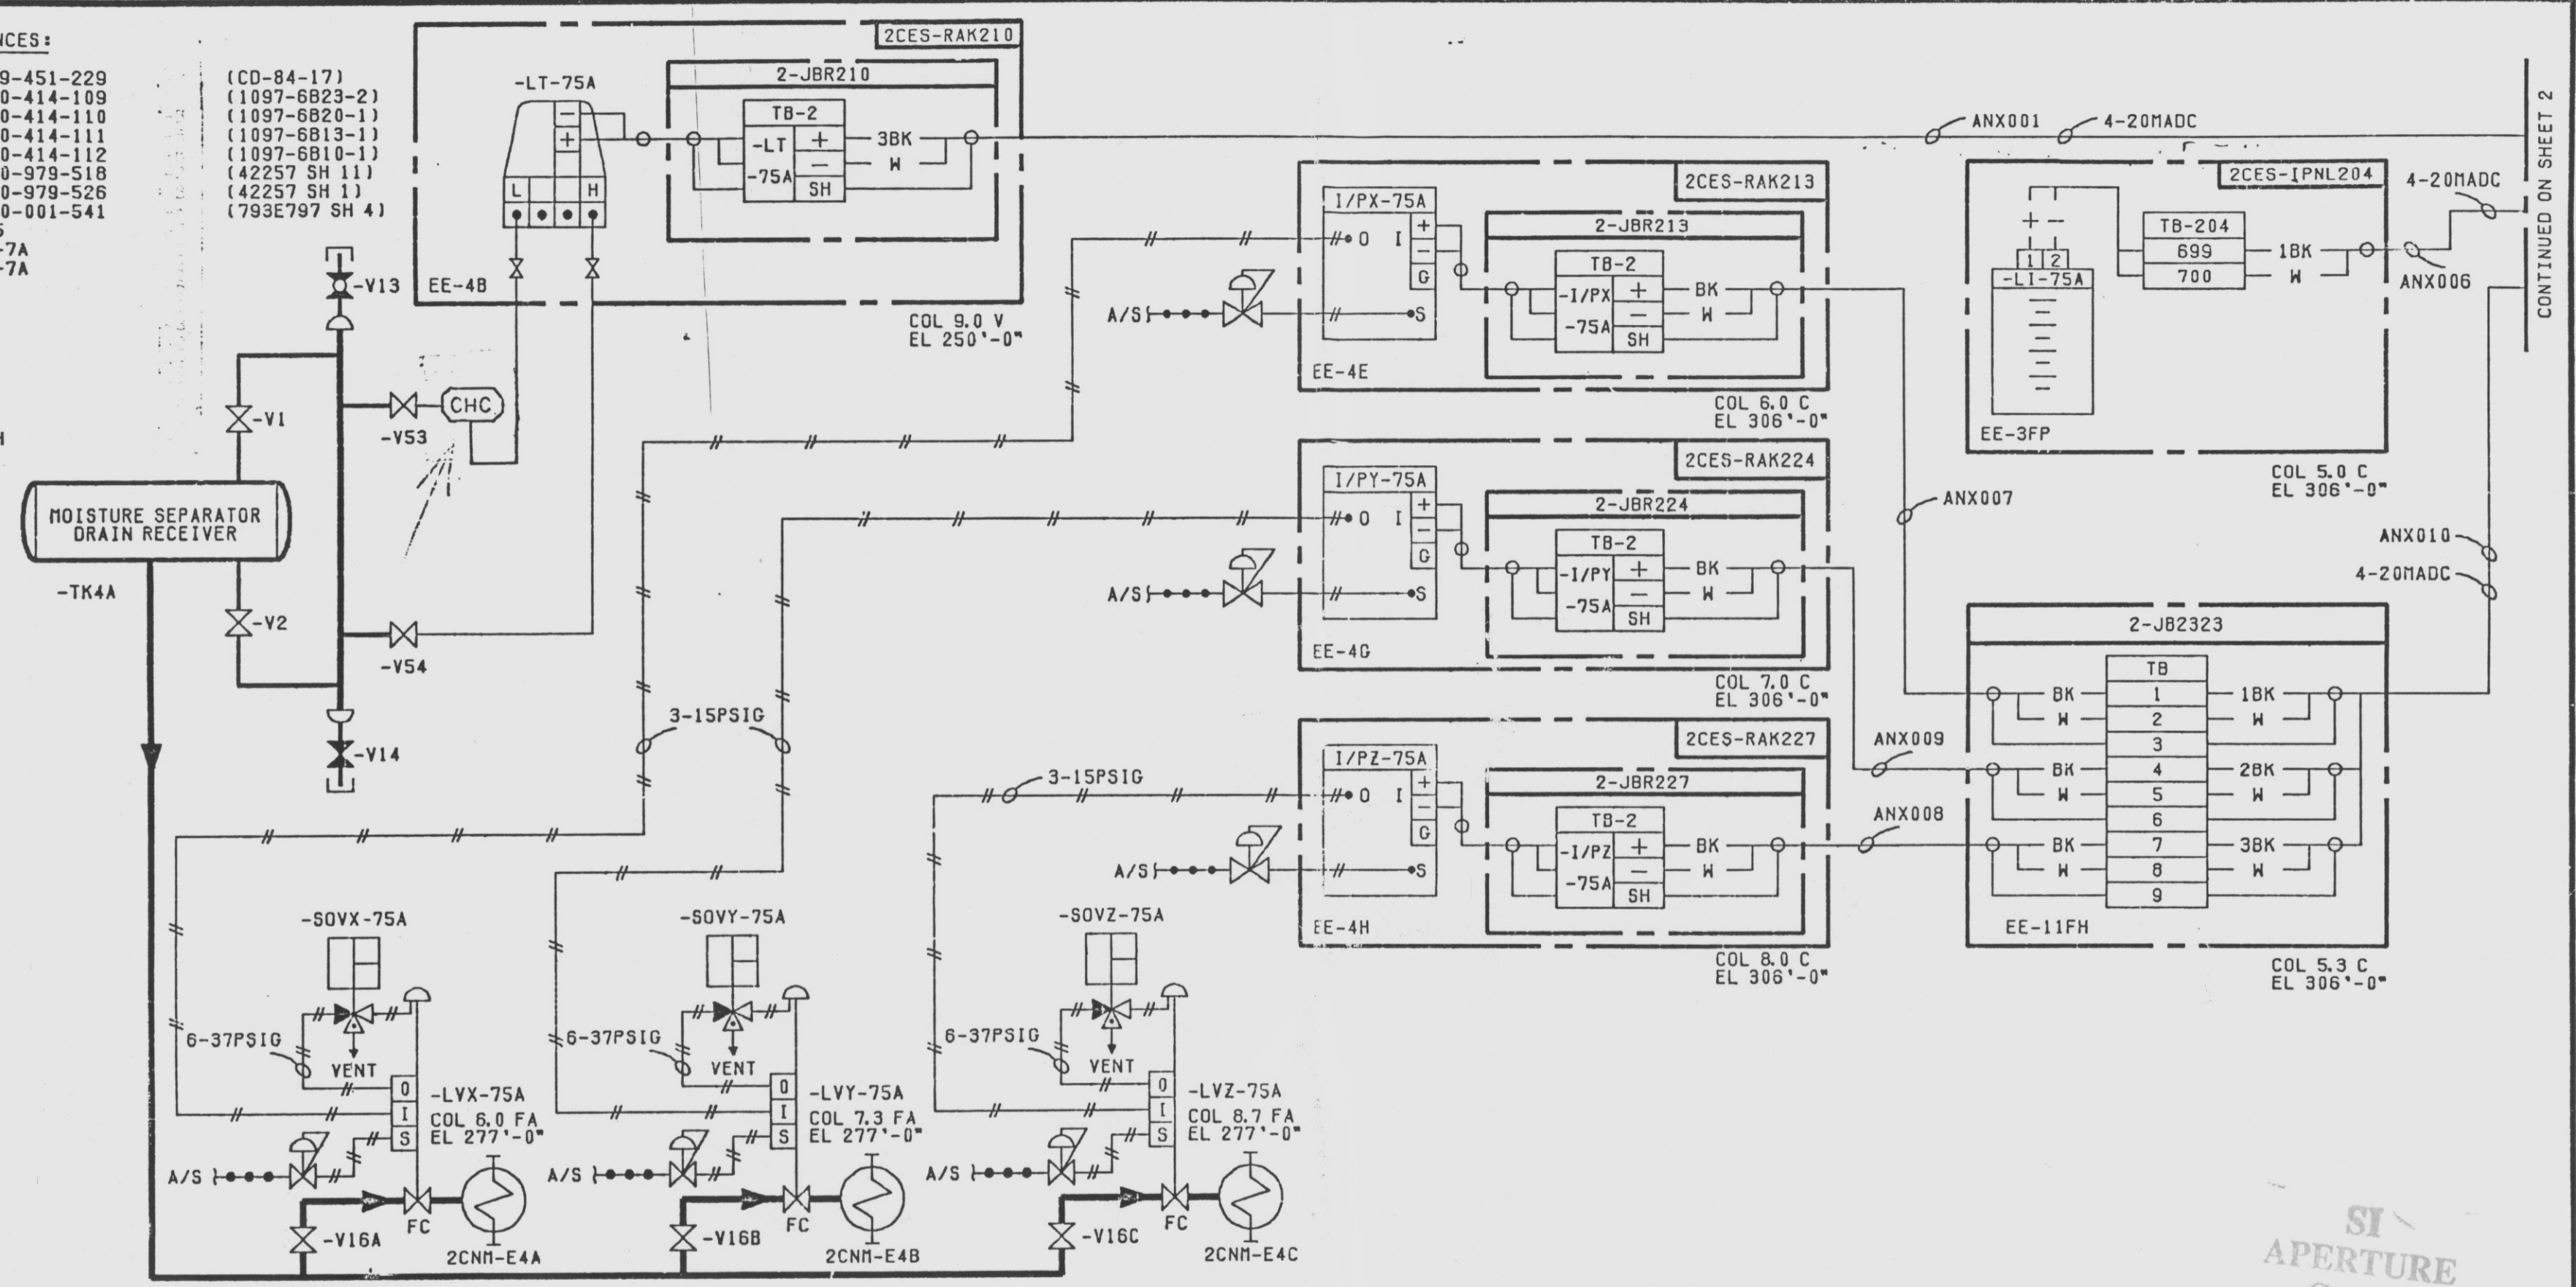 NCES:
9-451-229 (CD-84-17)
0-414-109 (1097-6B23-2)
0-414-110 (1097-6B20-1)
0-414-111 (1097-6B13-1)
0-414-112 (1097-6B10-1)
0-979-518 (42257 SH 11)
0-979-526 (42257 SH 1)
0-001-541 (793E797 SH 4)
-7A
-7A
H
2CES-RAK210
-LT-75A
2-JBR210
TB-2
-LT
-75A
+
-
SH
3BK
W
-
+
L
H
EE-4B
COL 9.0 V
EL 250'-0"
ANX001
4-20MADC
CONTINUED ON SHEET 2
-V13
-V1
-V53
CHC
MOISTURE SEPARATOR
DRAIN RECEIVER
-TK4A
-V2
-V54
-V14
2CES-RAK213
I/PX-75A
O I
+
-
G
S
A/S
2-JBR213
TB-2
-I/PX
-75A
+
-
SH
BK
W
EE-4E
COL 6.0 C
EL 306'-0"
2CES-IPNL204
+ -
1 2
-LI-75A
TB-204
699
700
1BK
W
4-20MADC
ANX006
EE-3FP
COL 5.0 C
EL 306'-0"
2CES-RAK224
I/PY-75A
O I
+
-
G
S
A/S
2-JBR224
TB-2
-I/PY
-75A
+
-
SH
BK
W
EE-4G
COL 7.0 C
EL 306'-0"
ANX007
ANX010
4-20MADC
2CES-RAK227
I/PZ-75A
O I
+
-
G
S
A/S
2-JBR227
TB-2
-I/PZ
-75A
+
-
SH
BK
W
EE-4H
COL 8.0 C
EL 306'-0"
ANX009
ANX008
2-JB2323
TB
BK 1 1BK
W 2 W
3
BK 4 2BK
W 5 W
6
BK 7 3BK
W 8 W
9
EE-11FH
COL 5.3 C
EL 306'-0"
3-15PSIG
3-15PSIG
-SOVX-75A
6-37PSIG
VENT
O
I
S
-LVX-75A
COL 6.0 FA
EL 277'-0"
A/S
FC
-V16A
2CNM-E4A
-SOVY-75A
6-37PSIG
VENT
O
I
S
-LVY-75A
COL 7.3 FA
EL 277'-0"
A/S
FC
-V16B
2CNM-E4B
-SOVZ-75A
6-37PSIG
VENT
O
I
S
-LVZ-75A
COL 8.7 FA
EL 277'-0"
A/S
FC
-V16C
2CNM-E4C
SI
APERTURE